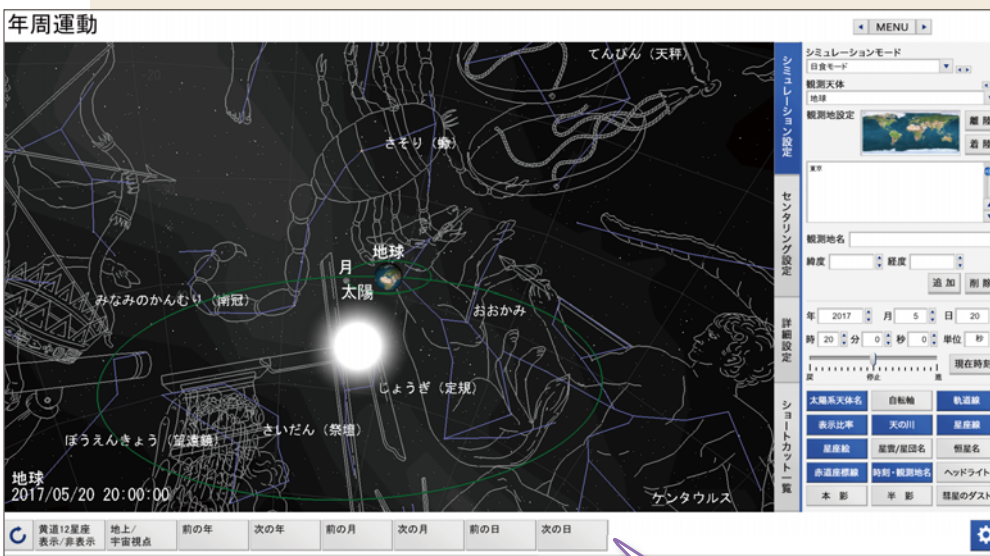 年周運動
MENU
てんびん（天秤）
さそり（蠍）
地球
月
太陽
みなみのかんむり（南冠）
おおかみ
じょうぎ（定規）
さいだん（祭壇）
ぼうえんきょう（望遠鏡）
ケンタウルス
-20
地球
2017/05/20 20:00:00
シミュレーション設定
センタリング設定
詳細設定
ショートカット一覧
シミュレーションモード
日食モード
観測天体
地球
観測地設定
離陸
着陸
東京
観測地名
緯度 経度
追加 削除
年 2017 月 5 日 20
時 20 分 0 秒 0 単位 秒
戻 停止 進
現在時刻
太陽系天体名 自転軸 軌道線
表示比率 天の川 星座線
星座絵 星雲/星団名 恒星名
赤道座標線 時刻・観測地名 ヘッドライト
本影 半影 彗星のダスト
黄道12星座
表示/非表示
地上/
宇宙視点
前の年 次の年 前の月 次の月 前の日 次の日